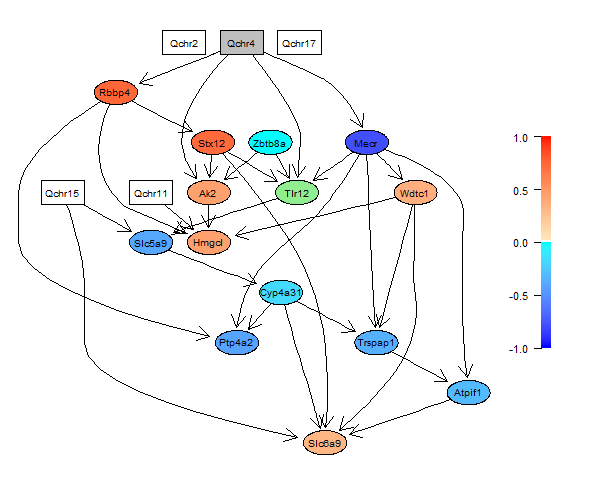 Qchr2
Qchr4
Qchr17
Rbbp4
Stx12
Zbtb8a
Mecr
Qchr15
Qchr11
Ak2
Tlr12
Wdtc1
Slc5a9
Hmgcl
Cyp4a31
Ptp4a2
Trspap1
Atpif1
Slc6a9
1.0
0.5
0.0
-0.5
-1.0